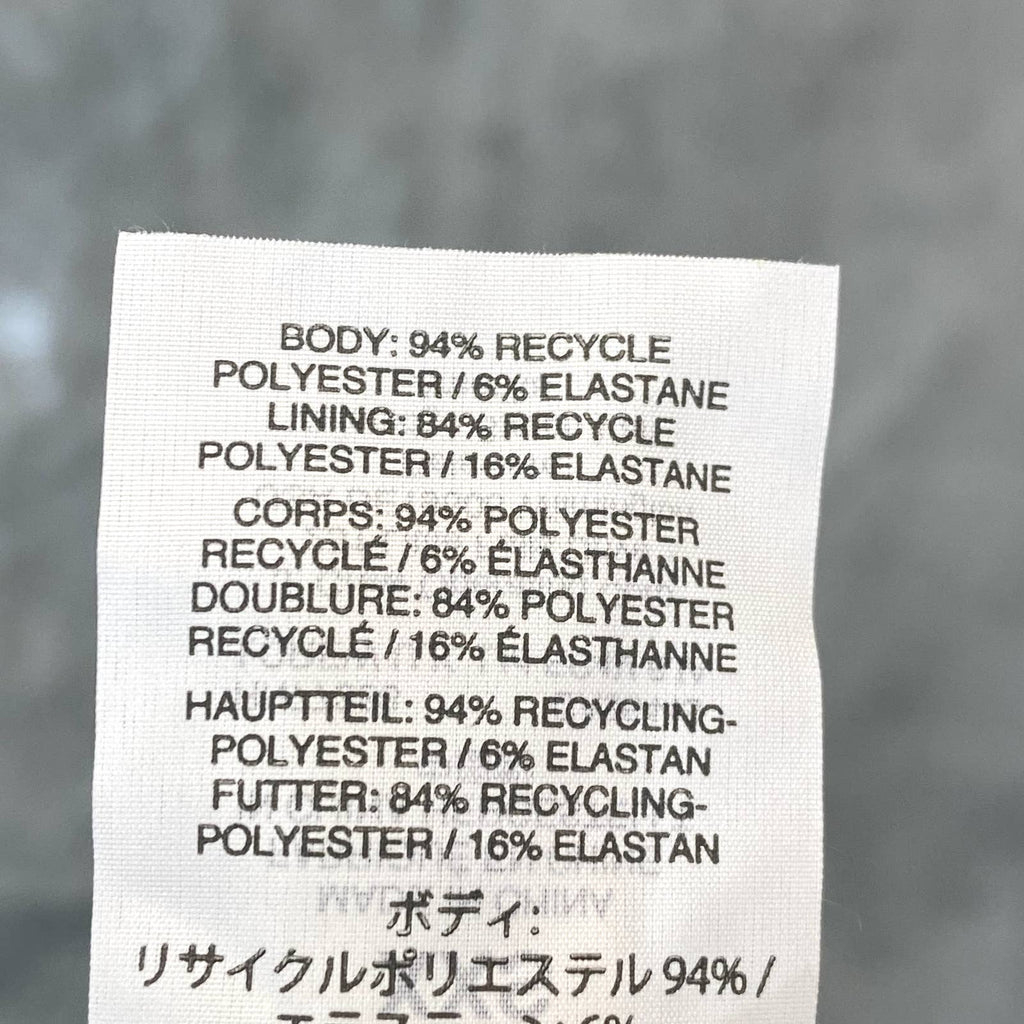 BODY: 94% RECYCLE
POLYESTER / 6% ELASTANE
LINING: 84% RECYCLE
POLYESTER / 16% ELASTANE
CORPS: 94% POLYESTER
RECYCLÉ / 6% ÉLASTHANNE
DOUBLURE: 84% POLYESTER
RECYCLÉ / 16% ÉLASTHANNE
HAUPTTEIL: 94% RECYCLING-
POLYESTER / 6% ELASTAN
FUTTER: 84% RECYCLING-
POLYESTER / 16% ELASTAN
ボディ:
リサイクルポリエステル 94% /